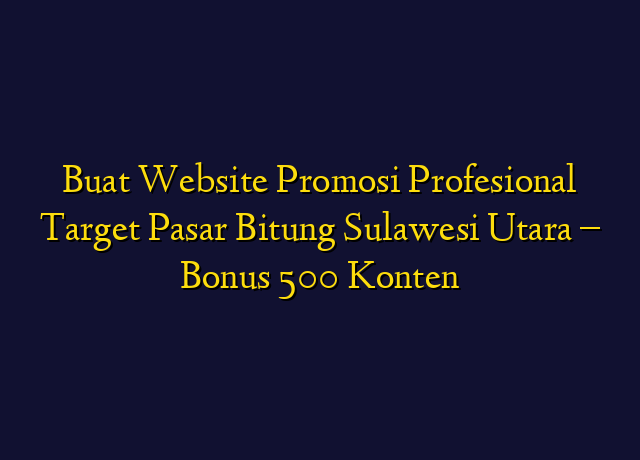 Buat Website Promosi Profesional
Target Pasar Bitung Sulawesi Utara –
Bonus 500 Konten